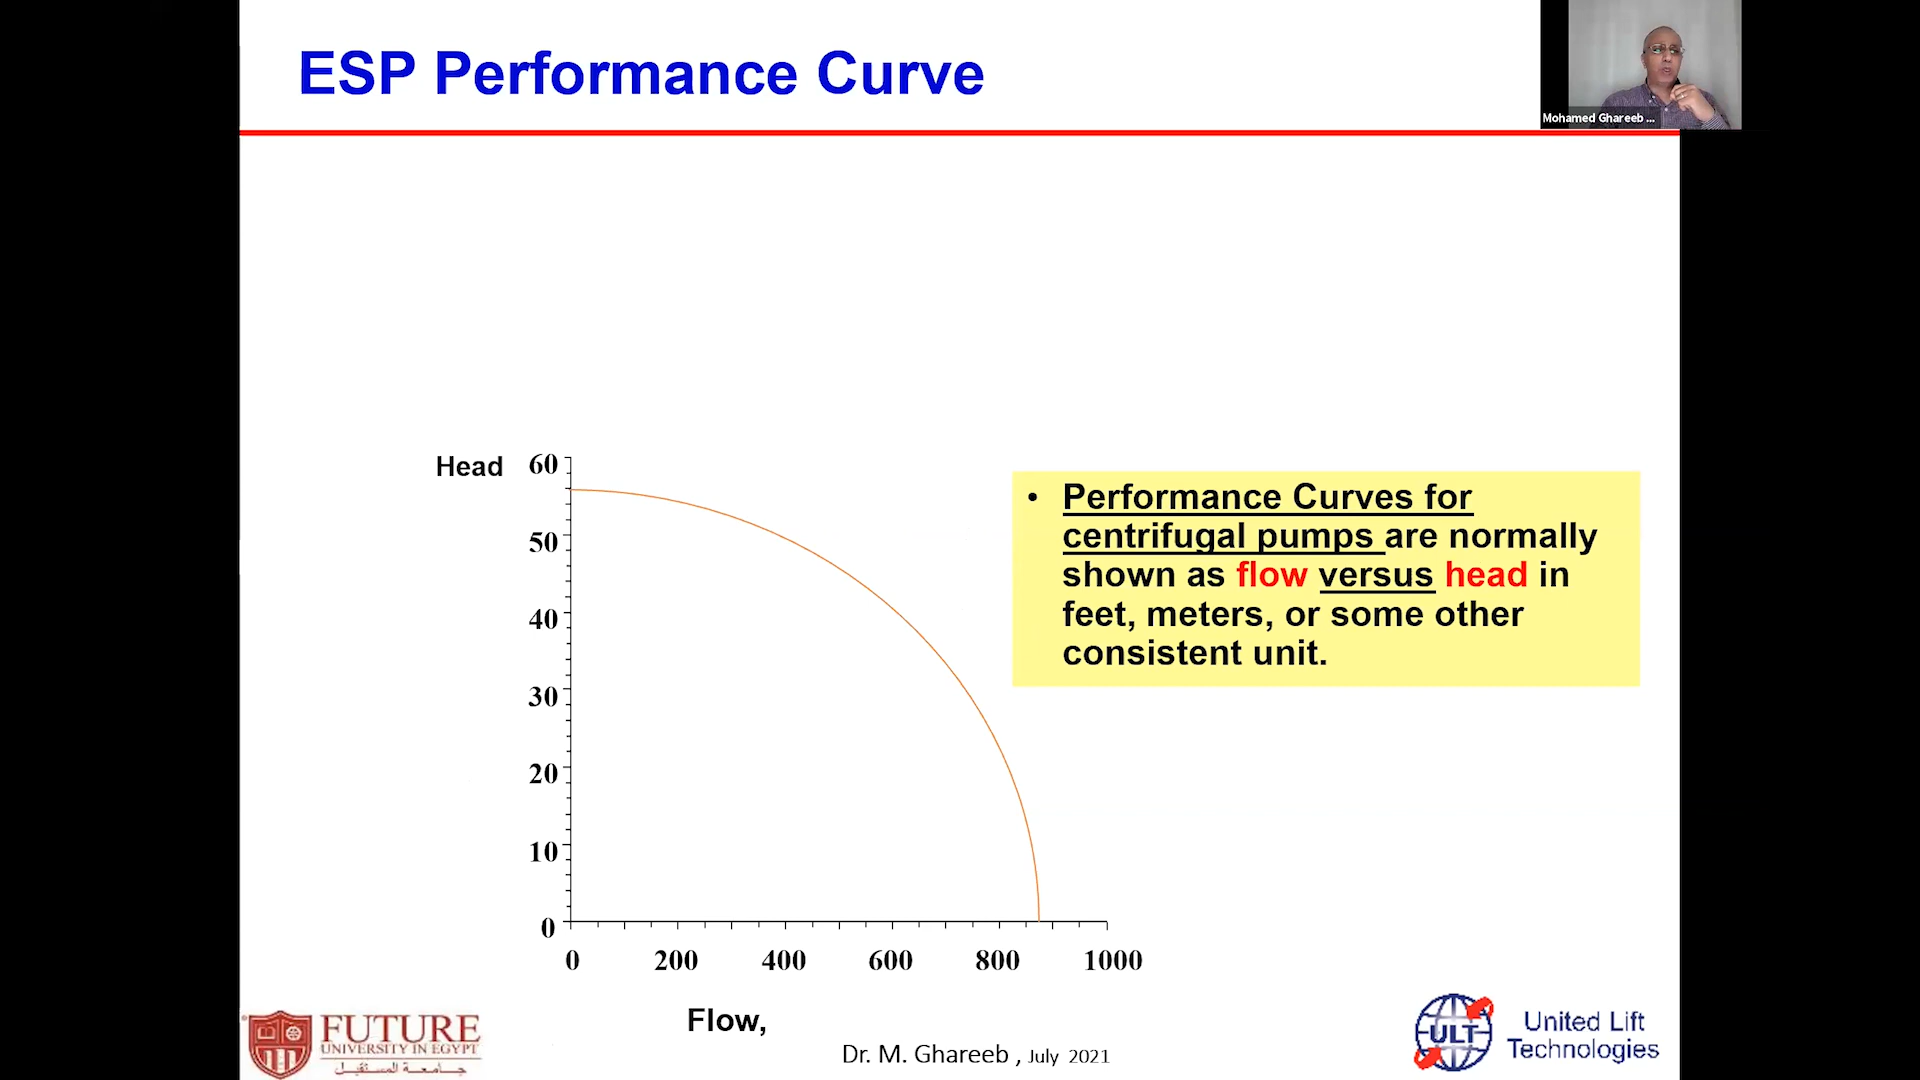 ESP Performance Curve
Mohamed Ghareeb ...
Head
60
50
40
30
20
10
0
0 200 400 600 800 1000
Flow,
• Performance Curves for
centrifugal pumps are normally
shown as flow versus head in
feet, meters, or some other
consistent unit.
FUTURE
UNIVERSITY IN EGYPT
جامعة المستقبل
Dr. M. Ghareeb , July 2021
ULT
United Lift
Technologies